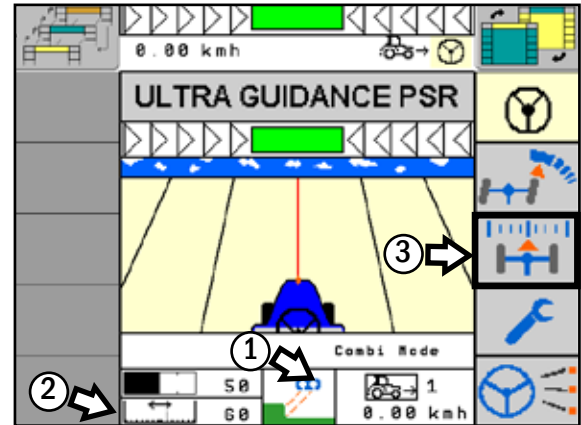 0.00 kmh
ULTRA GUIDANCE PSR
3
Combi Mode
1
50 1
2
60 0.00 kmh